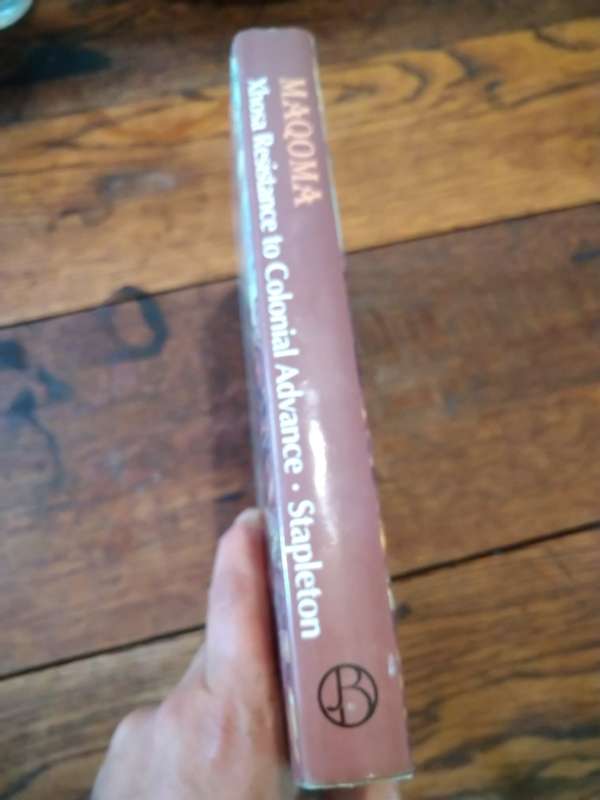 MAQOMA
Xhosa Resistance to Colonial Advance · Stapleton
JB